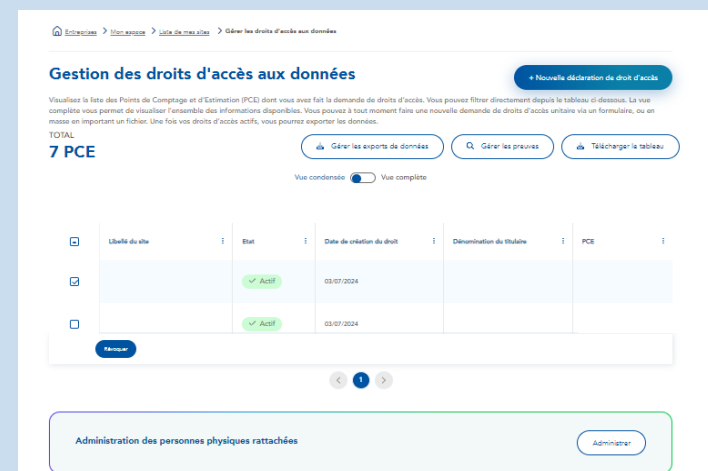 Entreprises > Mon espace > Liste de mes sites > Gérer les droits d'accès aux données
Gestion des droits d'accès aux données
+ Nouvelle déclaration de droit d'accès
Visualisez la liste des Points de Comptage et d'Estimation (PCE) dont vous avez fait la demande de droits d'accès. Vous pouvez filtrer directement depuis le tableau ci-dessous. La vue
complète vous permet de visualiser l'ensemble des informations disponibles. Vous pouvez à tout moment faire une nouvelle demande de droits d'accès unitaire via un formulaire, ou en
masse en important un fichier. Une fois vos droits d'accès actifs, vous pourrez exporter les données.
TOTAL
7 PCE
Gérer les exports de données
Gérer les preuves
Télécharger le tableau
Vue condensée Vue complète
Libellé du site Etat Date de création du droit Dénomination du titulaire PCE
Actif 03/07/2024
Actif 03/07/2024
Révoquer
1
Administration des personnes physiques rattachées
Administrer